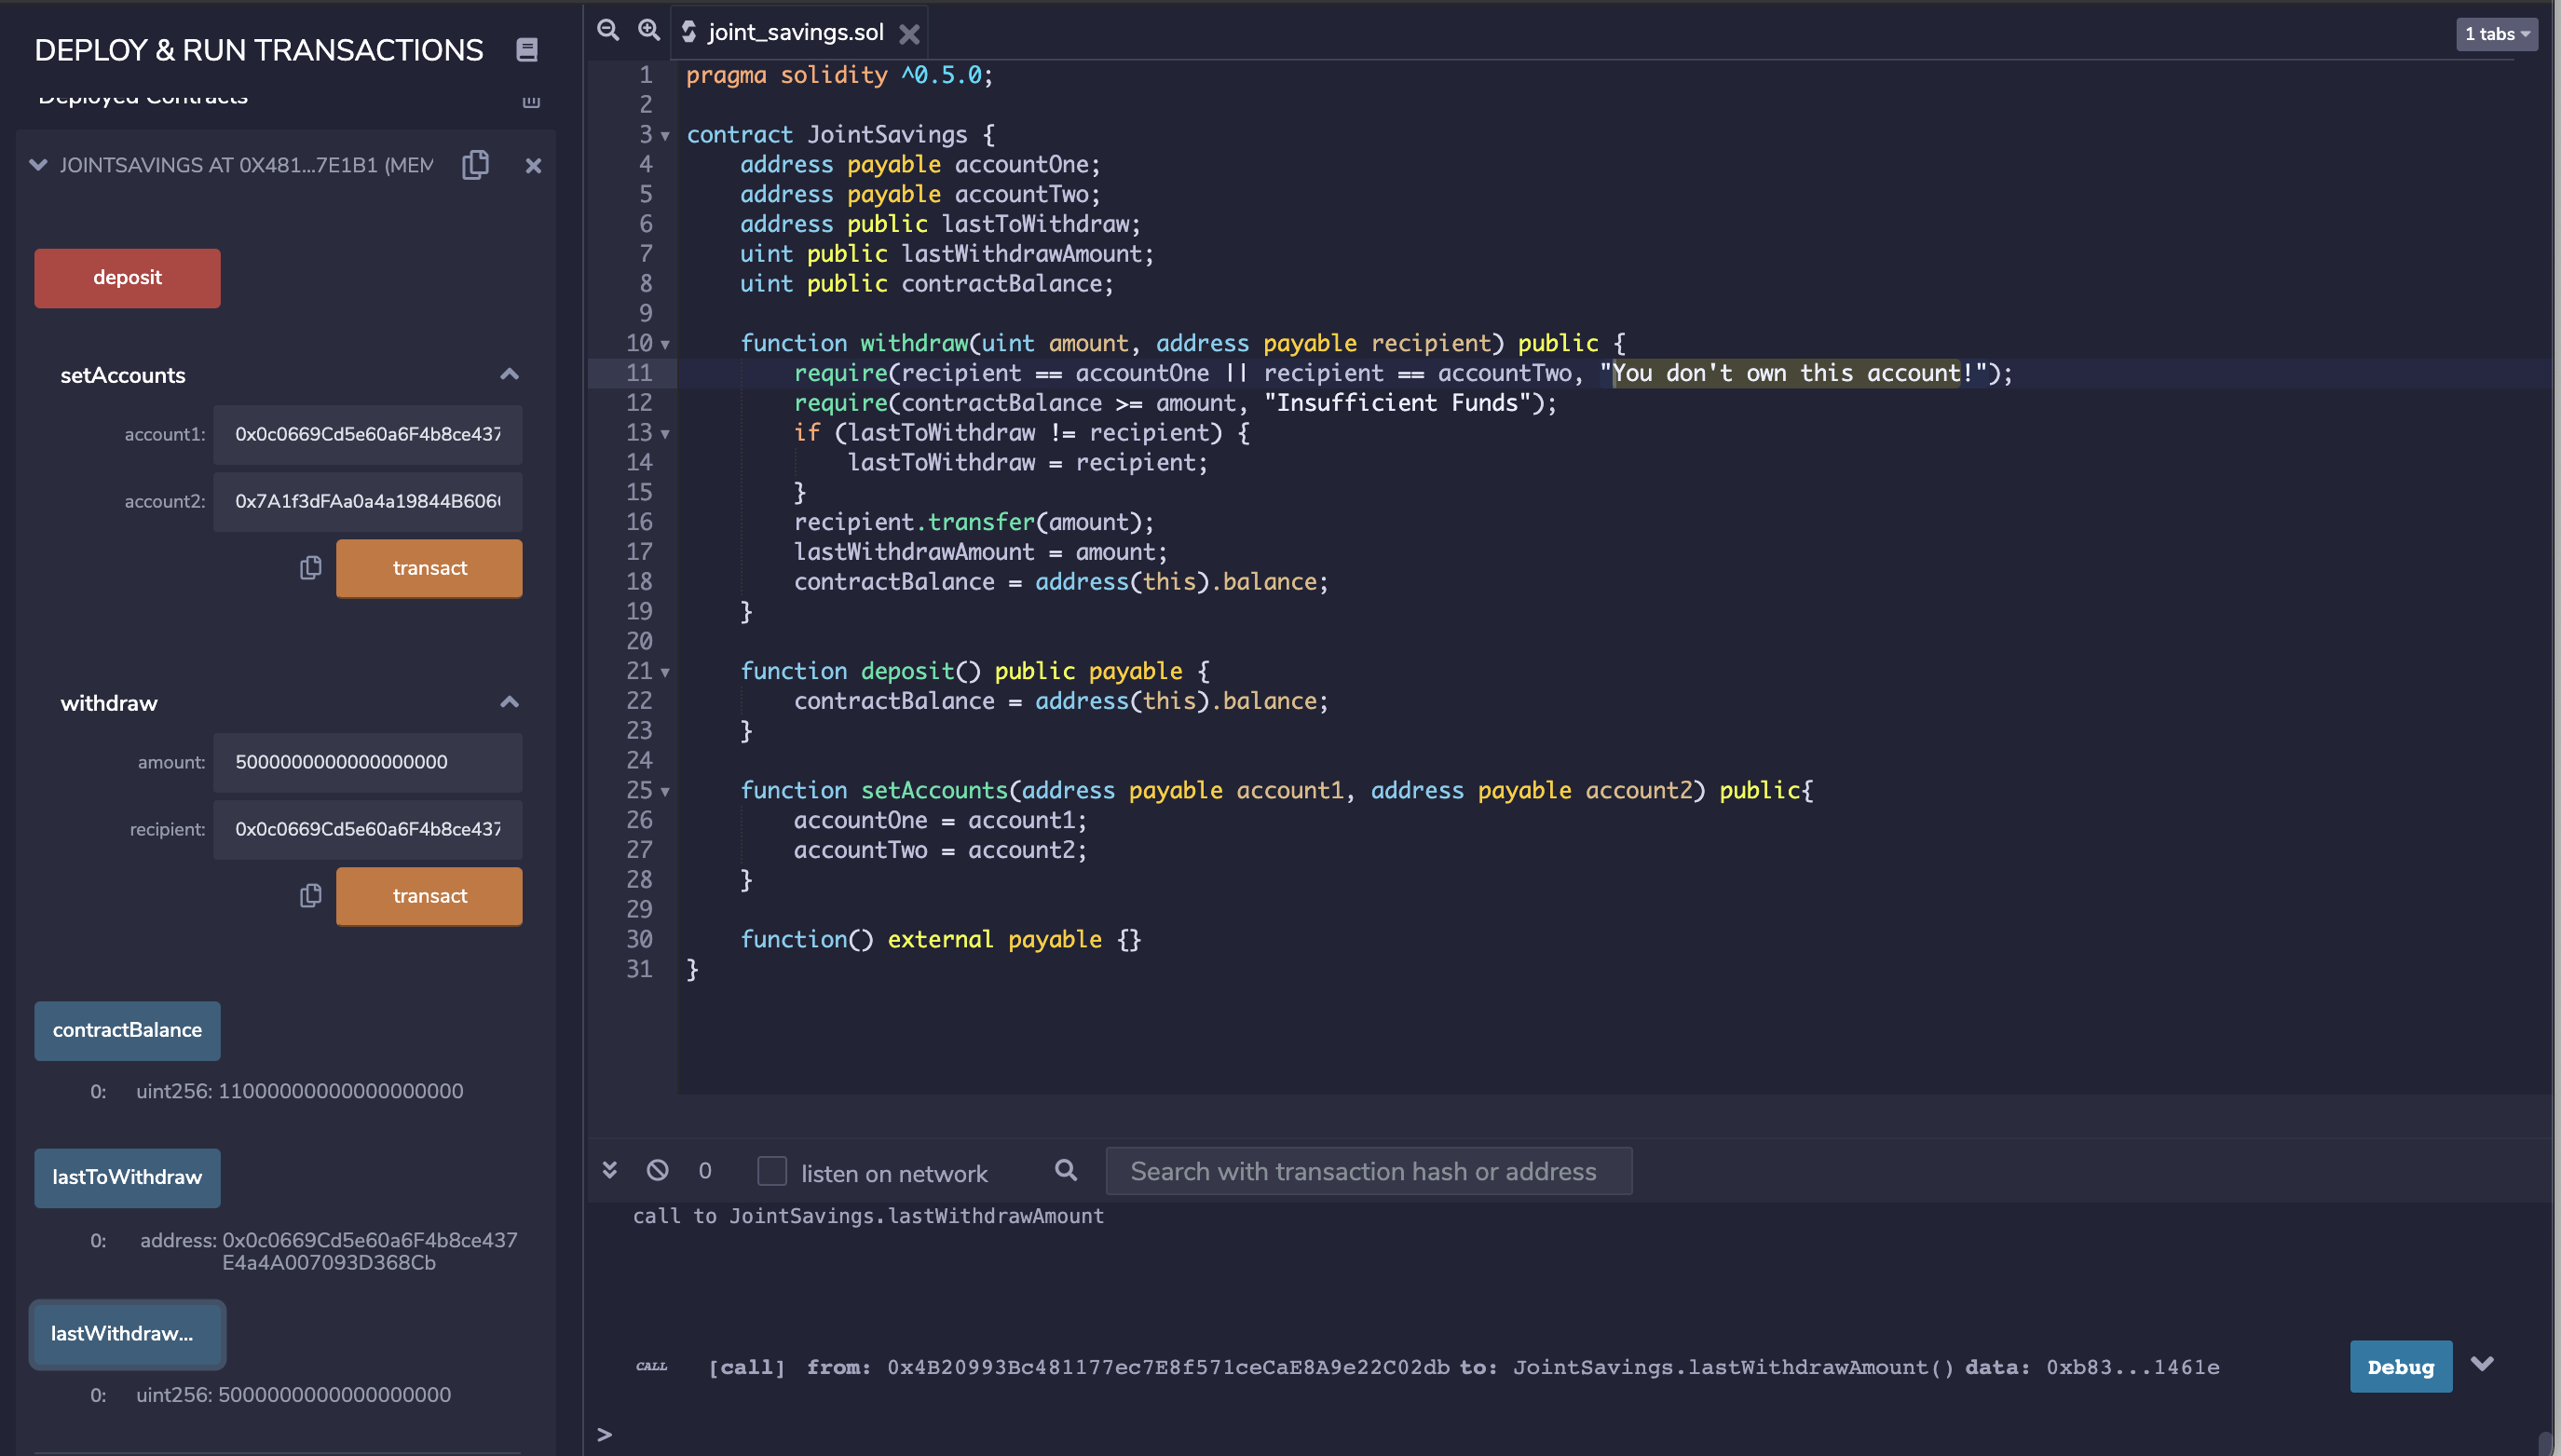 DEPLOY & RUN TRANSACTIONS
Deployed Contracts
JOINTSAVINGS AT 0X481...7E1B1 (MEM
deposit
setAccounts
account1: 0x0c0669Cd5e60a6F4b8ce437
account2: 0x7A1f3dFAa0a4a19844B606
transact
withdraw
amount: 5000000000000000000
recipient: 0x0c0669Cd5e60a6F4b8ce437
transact
contractBalance
0: uint256: 11000000000000000000
lastToWithdraw
0: address: 0x0c0669Cd5e60a6F4b8ce437
E4a4A007093D368Cb
lastWithdraw...
0: uint256: 5000000000000000000
joint_savings.sol
1 tabs
1 pragma solidity ^0.5.0;
2
3 contract JointSavings {
4 address payable accountOne;
5 address payable accountTwo;
6 address public lastToWithdraw;
7 uint public lastWithdrawAmount;
8 uint public contractBalance;
9
10 function withdraw(uint amount, address payable recipient) public {
11 require(recipient == accountOne || recipient == accountTwo, "You don't own this account!");
12 require(contractBalance >= amount, "Insufficient Funds");
13 if (lastToWithdraw != recipient) {
14 lastToWithdraw = recipient;
15 }
16 recipient.transfer(amount);
17 lastWithdrawAmount = amount;
18 contractBalance = address(this).balance;
19 }
20
21 function deposit() public payable {
22 contractBalance = address(this).balance;
23 }
24
25 function setAccounts(address payable account1, address payable account2) public{
26 accountOne = account1;
27 accountTwo = account2;
28 }
29
30 function() external payable {}
31 }
0 listen on network Search with transaction hash or address
call to JointSavings.lastWithdrawAmount
CALL [call] from: 0x4B20993Bc481177ec7E8f571ceCaE8A9e22C02db to: JointSavings.lastWithdrawAmount() data: 0xb83...1461e
Debug
>